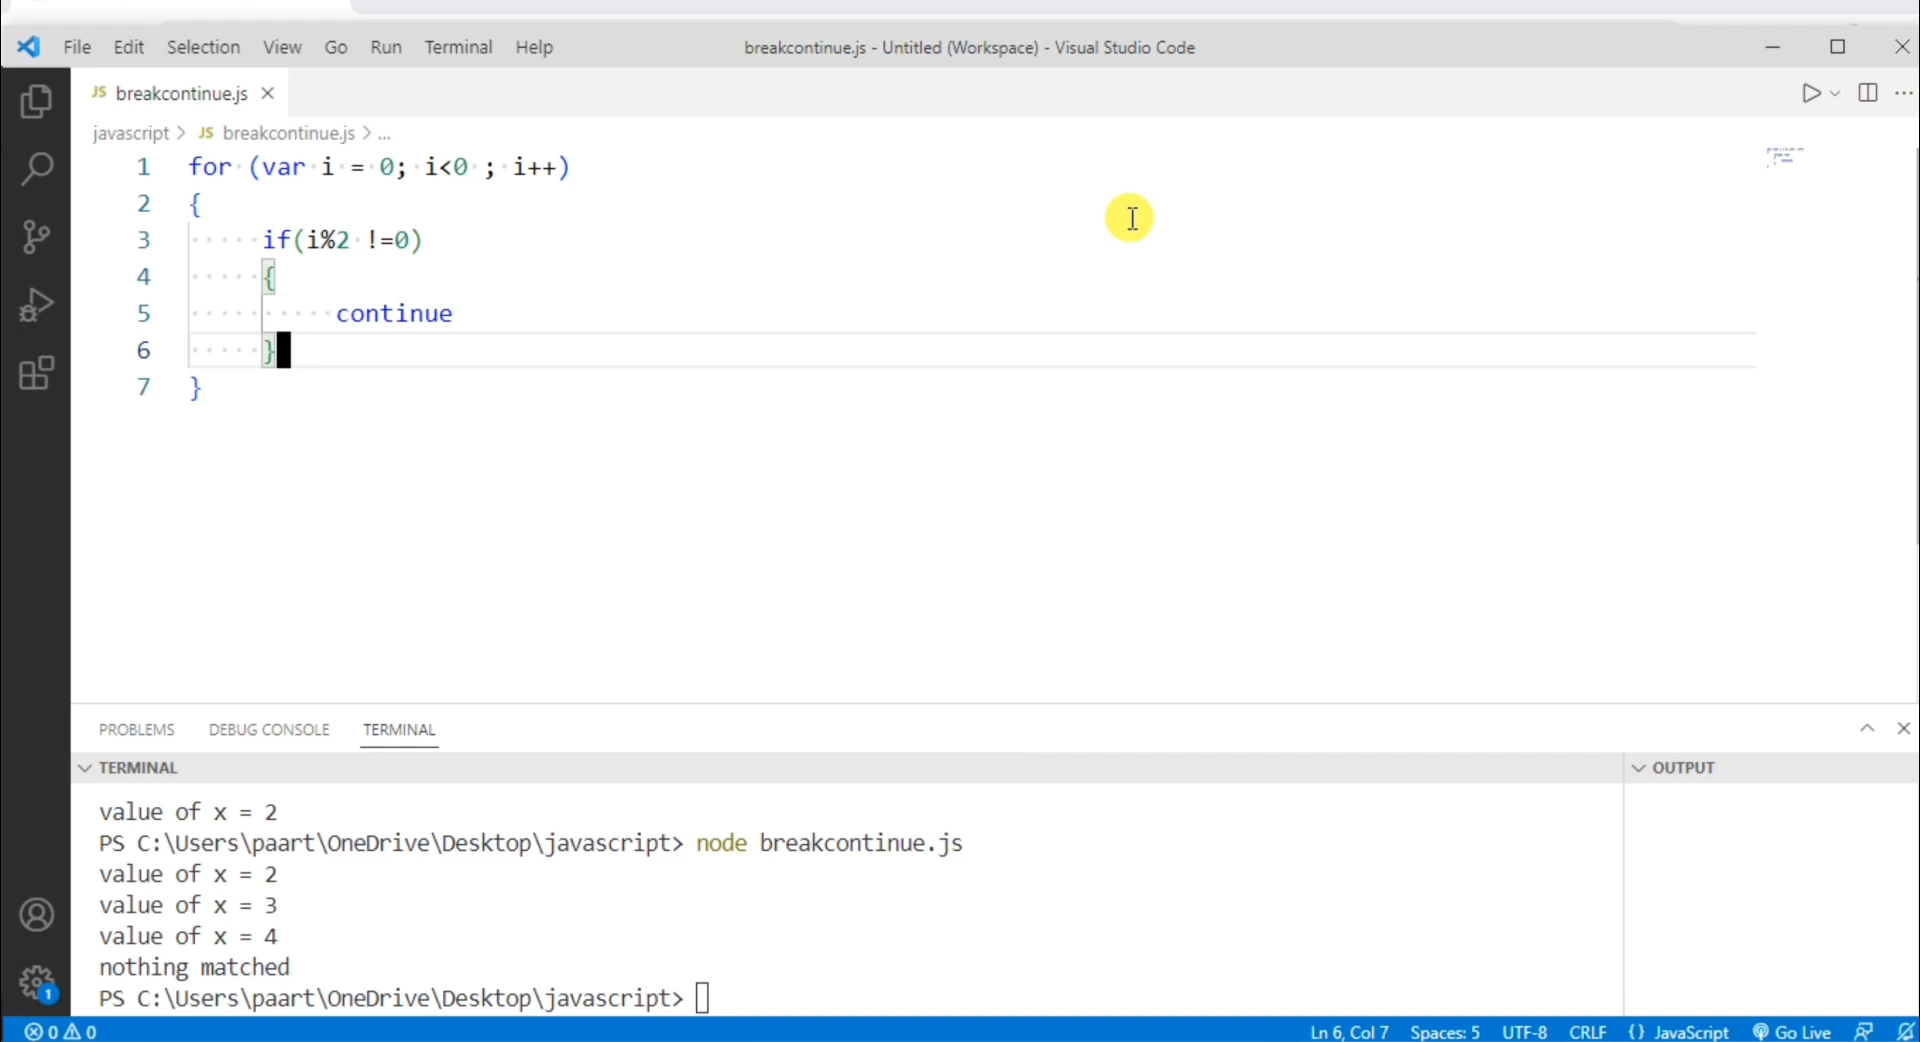 File Edit Selection View Go Run Terminal Help breakcontinue.js - Untitled (Workspace) - Visual Studio Code
JS breakcontinue.js
javascript > JS breakcontinue.js > ...
1 for (var i = 0; i<0 ; i++)
2 {
3 if(i%2 !=0)
4 {
5 continue
6 }
7 }
PROBLEMS DEBUG CONSOLE TERMINAL
TERMINAL OUTPUT
value of x = 2
PS C:\Users\paart\OneDrive\Desktop\javascript> node breakcontinue.js
value of x = 2
value of x = 3
value of x = 4
nothing matched
PS C:\Users\paart\OneDrive\Desktop\javascript>
1
0 0 Ln 6, Col 7 Spaces: 5 UTF-8 CRLF {} JavaScript Go Live